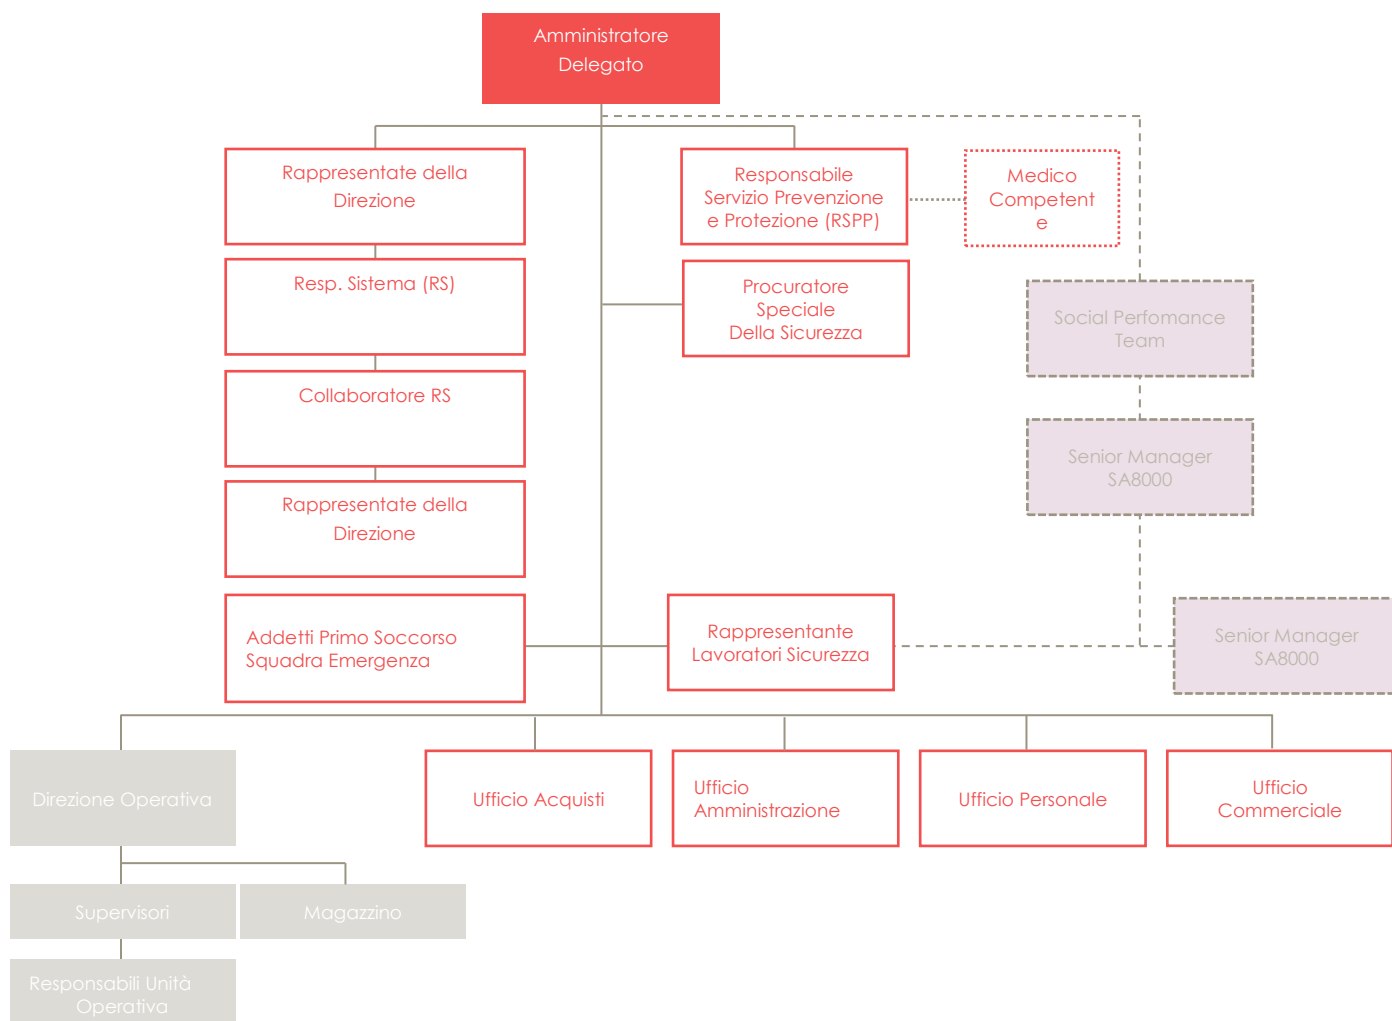 Amministratore
Delegato
Rappresentate della
Direzione
Responsabile
Servizio Prevenzione
e Protezione (RSPP)
Medico
Competent
e
Resp. Sistema (RS)
Procuratore
Speciale
Della Sicurezza
Social Perfomance
Team
Collaboratore RS
Senior Manager
SA8000
Rappresentate della
Direzione
Addetti Primo Soccorso
Squadra Emergenza
Rappresentante
Lavoratori Sicurezza
Senior Manager
SA8000
Direzione Operativa
Ufficio Acquisti
Ufficio
Amministrazione
Ufficio Personale
Ufficio
Commerciale
Supervisori
Magazzino
Responsabili Unità
Operativa